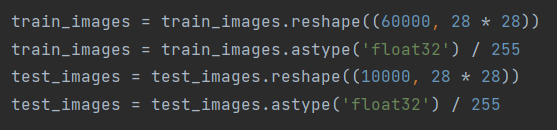 train_images = train_images.reshape((60000, 28 * 28))
train_images = train_images.astype('float32') / 255
test_images = test_images.reshape((10000, 28 * 28))
test_images = test_images.astype('float32') / 255